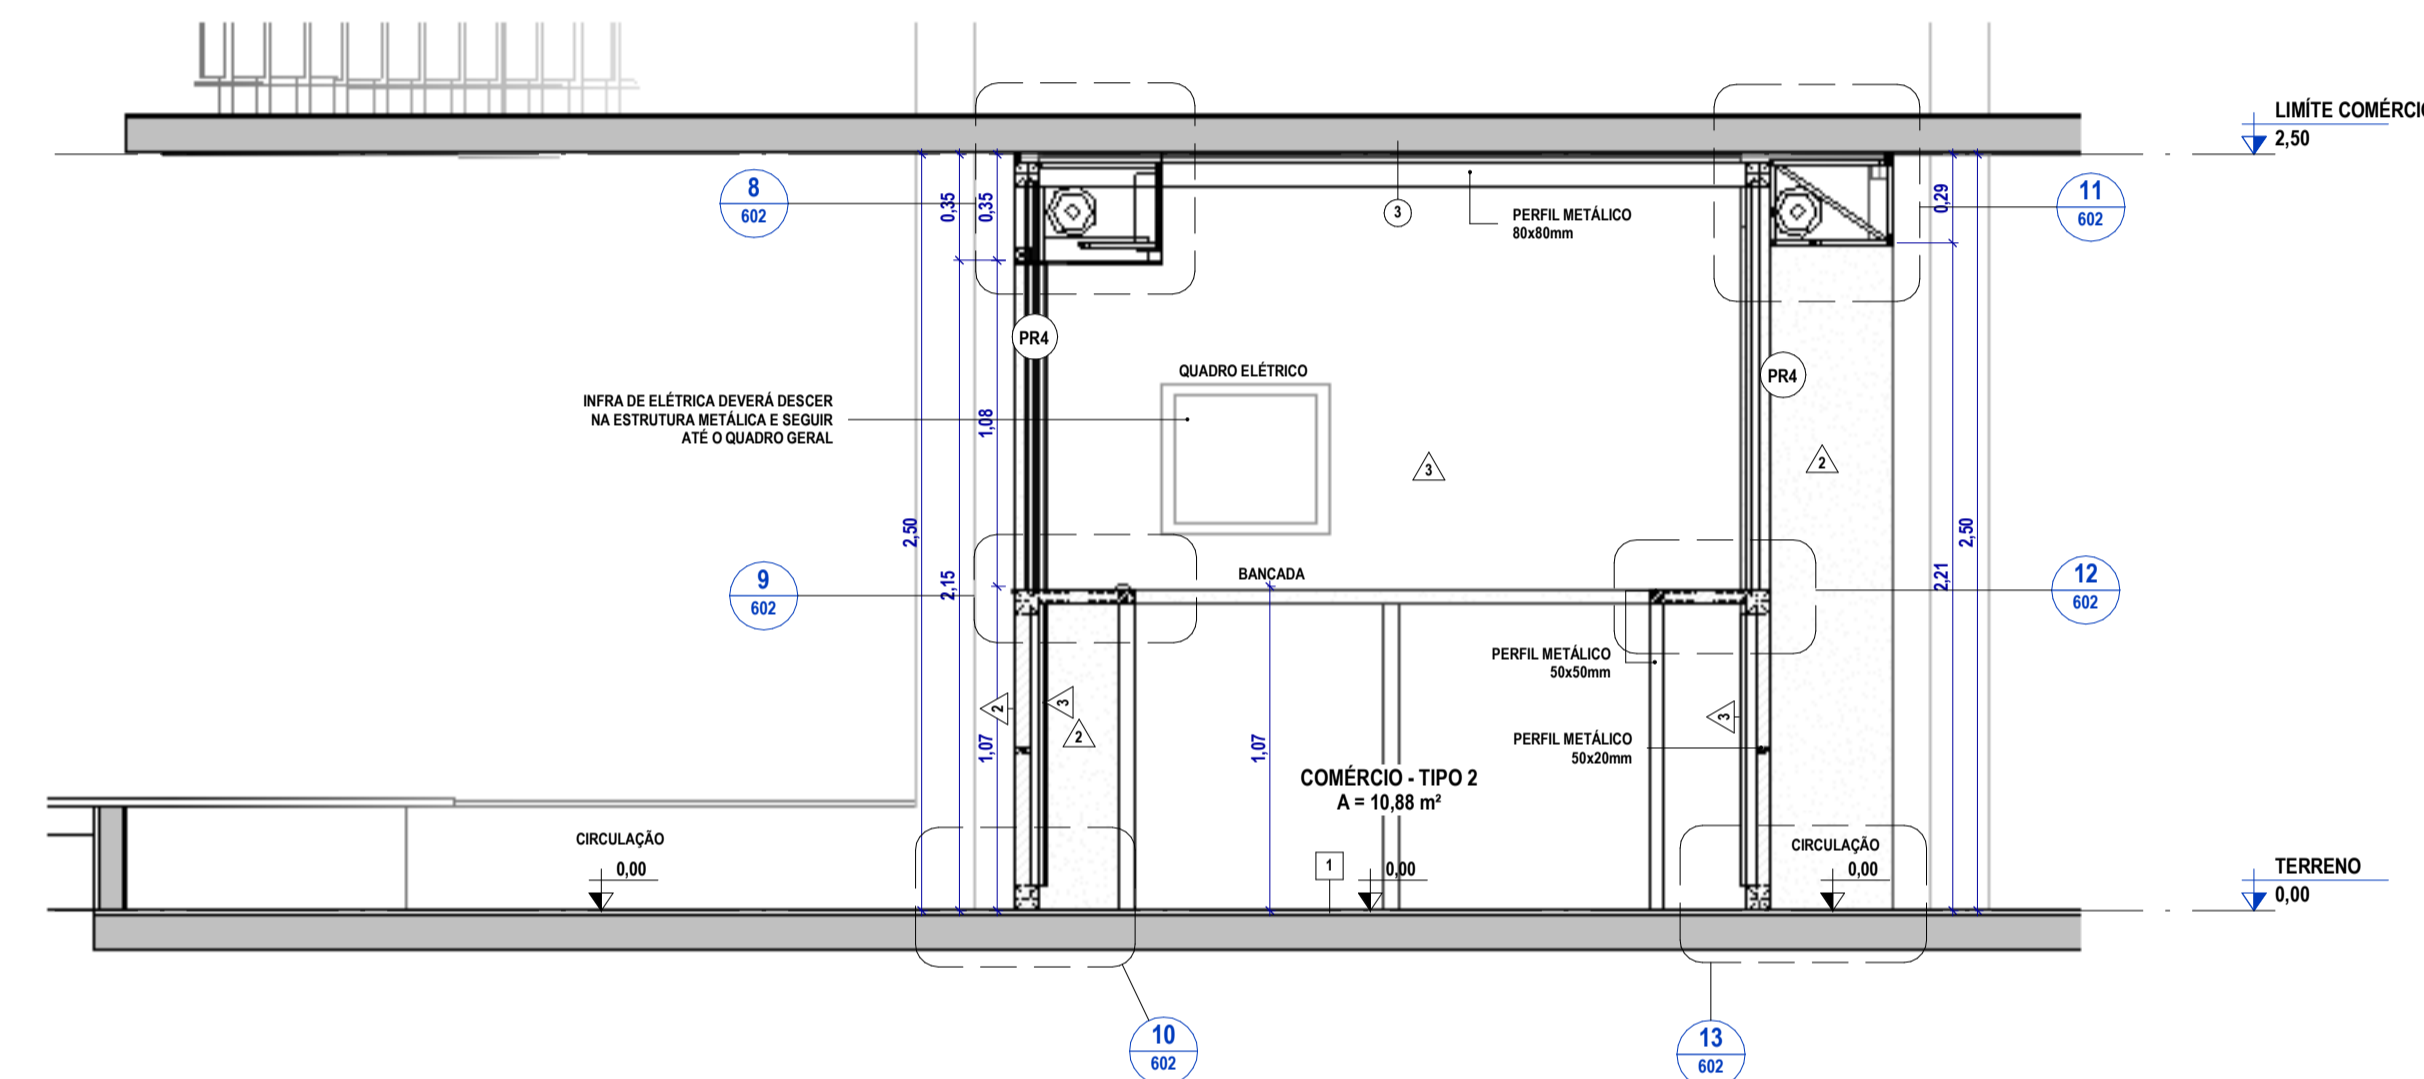 LIMÍTE COMÉRCIO
2,50
8
602
0,35
0,35
3
PERFIL METÁLICO
80x80mm
0,29
11
602
PR4
PR4
QUADRO ELÉTRICO
INFRA DE ELÉTRICA DEVERÁ DESCER
NA ESTRUTURA METÁLICA E SEGUIR
ATÉ O QUADRO GERAL
1,08
3
2
2,50
2,50
9
602
2,15
BANCADA
2,21
12
602
PERFIL METÁLICO
50x50mm
2
3
2
3
1,07
1,07
PERFIL METÁLICO
50x20mm
COMÉRCIO - TIPO 2
A = 10,88 m²
CIRCULAÇÃO
0,00
1
0,00
CIRCULAÇÃO
0,00
TERRENO
0,00
10
602
13
602